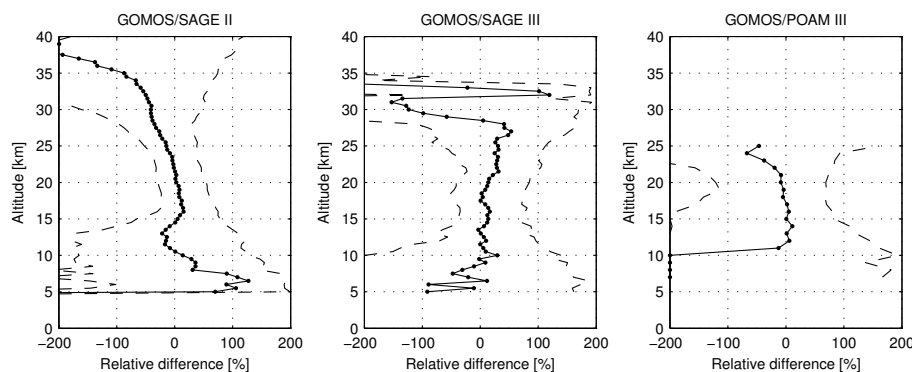 GOMOS/SAGE II
40
35
30
25
20
15
10
5
0
Altitude [km]
−200 −100 0 100 200
Relative difference [%]
GOMOS/SAGE III
40
35
30
25
20
15
10
5
0
Altitude [km]
−200 −100 0 100 200
Relative difference [%]
GOMOS/POAM III
40
35
30
25
20
15
10
5
0
Altitude [km]
−200 −100 0 100 200
Relative difference [%]